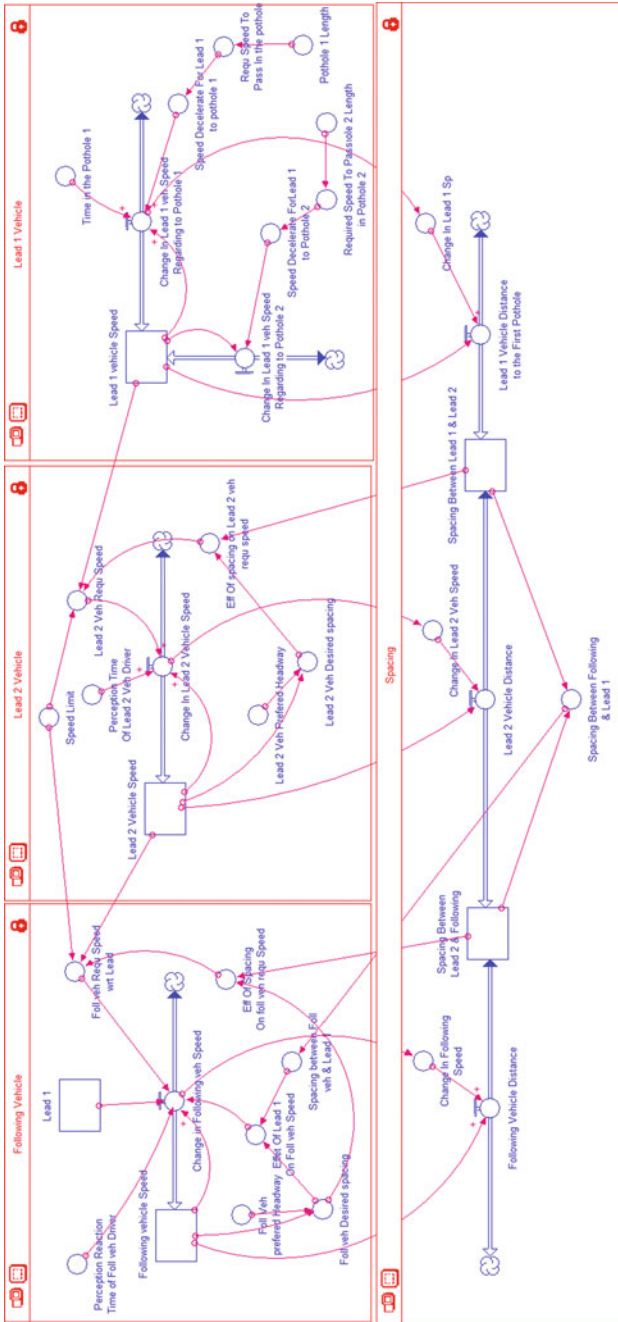 Following Vehicle
Perception Reaction
Time of Foll veh Driver
Lead 1
Foll veh Requ Speed
wrt Lead
Following vehicle Speed
Change in Following veh Speed
Eff Of Spacing
On foll veh requ Speed
Foll Veh
prefered Headway
Effet Of Lead 1
On Foll veh Speed
Spacing between Foll
veh & Lead 1
Foll veh Desired spacing
Lead 2 Vehicle
Speed Limit
Lead 2 Veh Requ Speed
Perception Time
Of Lead 2 Veh Driver
Lead 2 Vehicle Speed
Change In Lead 2 Vehicle Speed
Eff Of spacing on Lead 2 veh
requ speed
Lead 2 Veh Prefered Headway
Lead 2 Veh Desired spacing
Lead 1 Vehicle
Time in the Pothole 1
Lead 1 vehicle Speed
Change In Lead 1 veh Speed
Regarding to Pothole 1
Speed Decelerate For Lead 1
to pothole 1
Requ Speed To
Pass In the pothole
Pothole 1 Length
Change In Lead 1 veh Speed
Regarding to Pothole 2
Speed Decelerate ForLead 1
to Pothole 2
Required Speed To Pass
in Pothole 2
ole 2 Length
Spacing
Change In Following
Speed
Following Vehicle Distance
Spacing Between
Lead 2 & Following
Change In Lead 2 Veh Speed
Lead 2 Vehicle Distance
Spacing Between Lead 1 & Lead 2
Change In Lead 1 Sp
Lead 1 Vehicle Distance
to the First Pothole
Spacing Between Following
& Lead 1